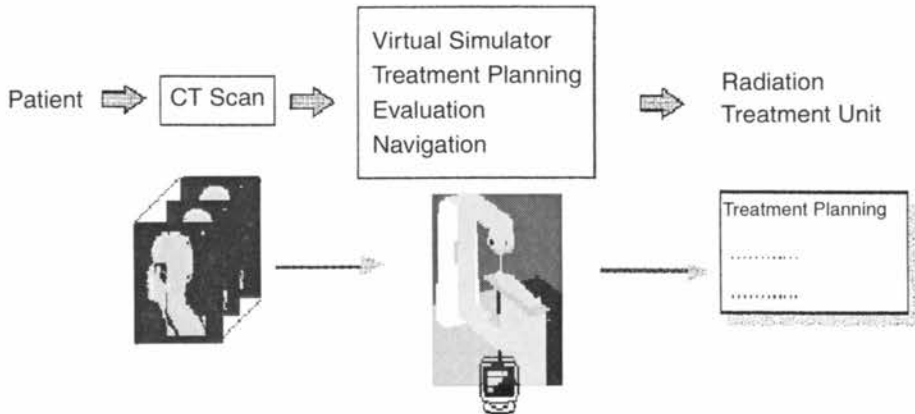 Patient
CT Scan
Virtual Simulator
Treatment Planning
Evaluation
Navigation
Radiation
Treatment Unit
Treatment Planning